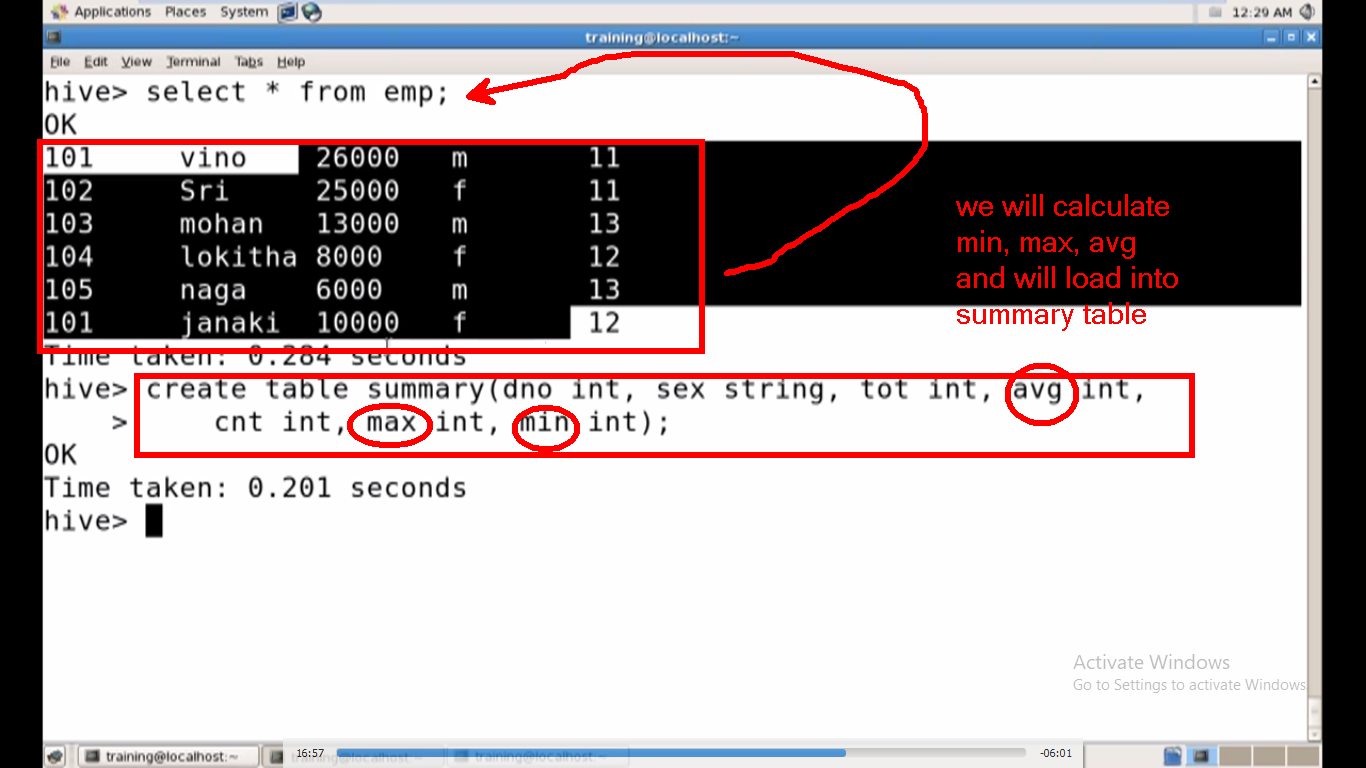 Applications Places System 12:29 AM
training@localhost:~
File Edit View Terminal Tabs Help
hive> select * from emp;
OK
101 vino 26000 m 11
102 Sri 25000 f 11
103 mohan 13000 m 13
104 lokitha 8000 f 12
105 naga 6000 m 13
101 janaki 10000 f 12
we will calculate
min, max, avg
and will load into
summary table
Time taken: 0.284 seconds
hive> create table summary(dno int, sex string, tot int, avg int,
> cnt int, max int, min int);
OK
Time taken: 0.201 seconds
hive>
Activate Windows
Go to Settings to activate Windows
training@localhost:~ 16:57 training@localhost:~ training@localhost:~ -06:01